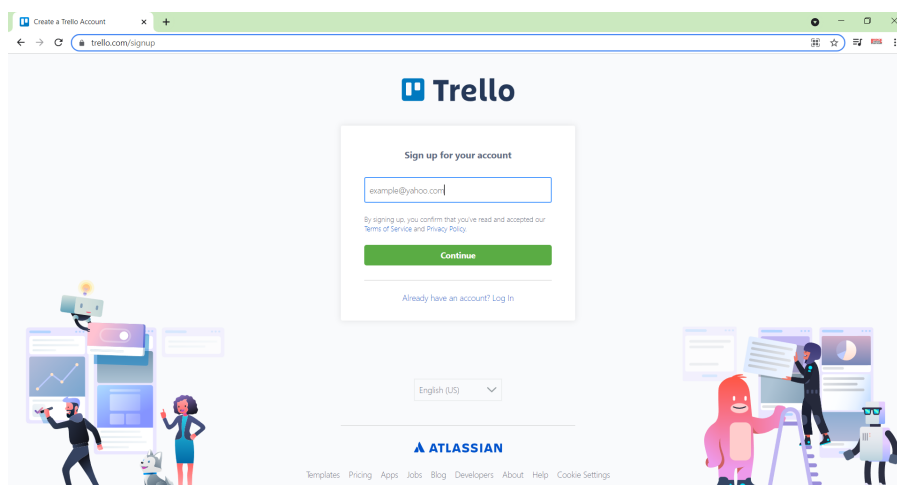 Create a Trello Account
trello.com/signup
Trello
Sign up for your account
example@yahoo.com
By signing up, you confirm that you've read and accepted our
Terms of Service and Privacy Policy.
Continue
Already have an account? Log In
English (US)
ATLASSIAN
Templates Pricing Apps Jobs Blog Developers About Help Cookie Settings